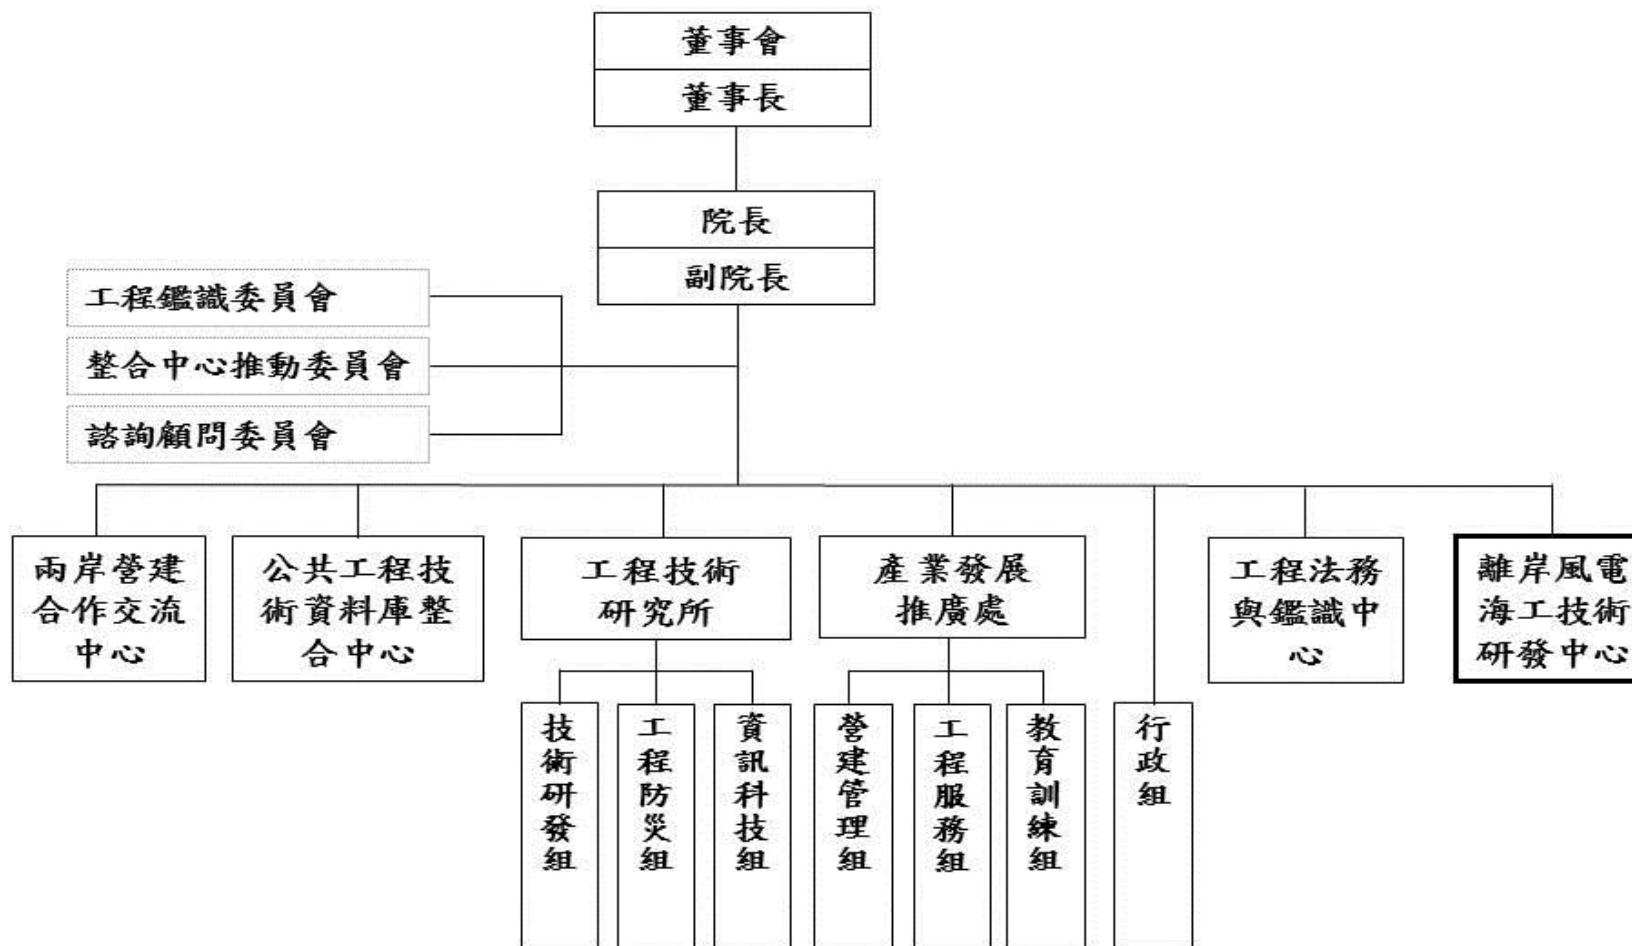 董事會
董事長
院長
副院長
工程鑑識委員會
整合中心推動委員會
諮詢顧問委員會
兩岸營建
合作交流
中心
公共工程技
術資料庫整
合中心
工程技術
研究所
產業發展
推廣處
工程法務
與鑑識中
心
離岸風電
海工技術
研發中心
技術研發組
工程防災組
資訊科技組
營建管理組
工程服務組
教育訓練組
行政組